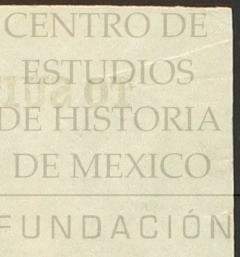 CENTRO DE
ESTUDIOS
DE HISTORIA
DE MEXICO
FUNDACIÓN